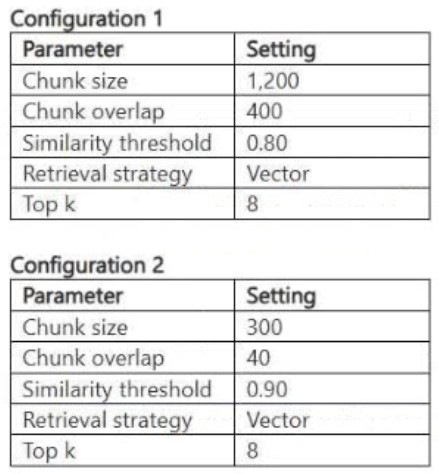 Configuration 1
Parameter Setting
Chunk size 1,200
Chunk overlap 400
Similarity threshold 0.80
Retrieval strategy Vector
Top k 8
Configuration 2
Parameter Setting
Chunk size 300
Chunk overlap 40
Similarity threshold 0.90
Retrieval strategy Vector
Top k 8